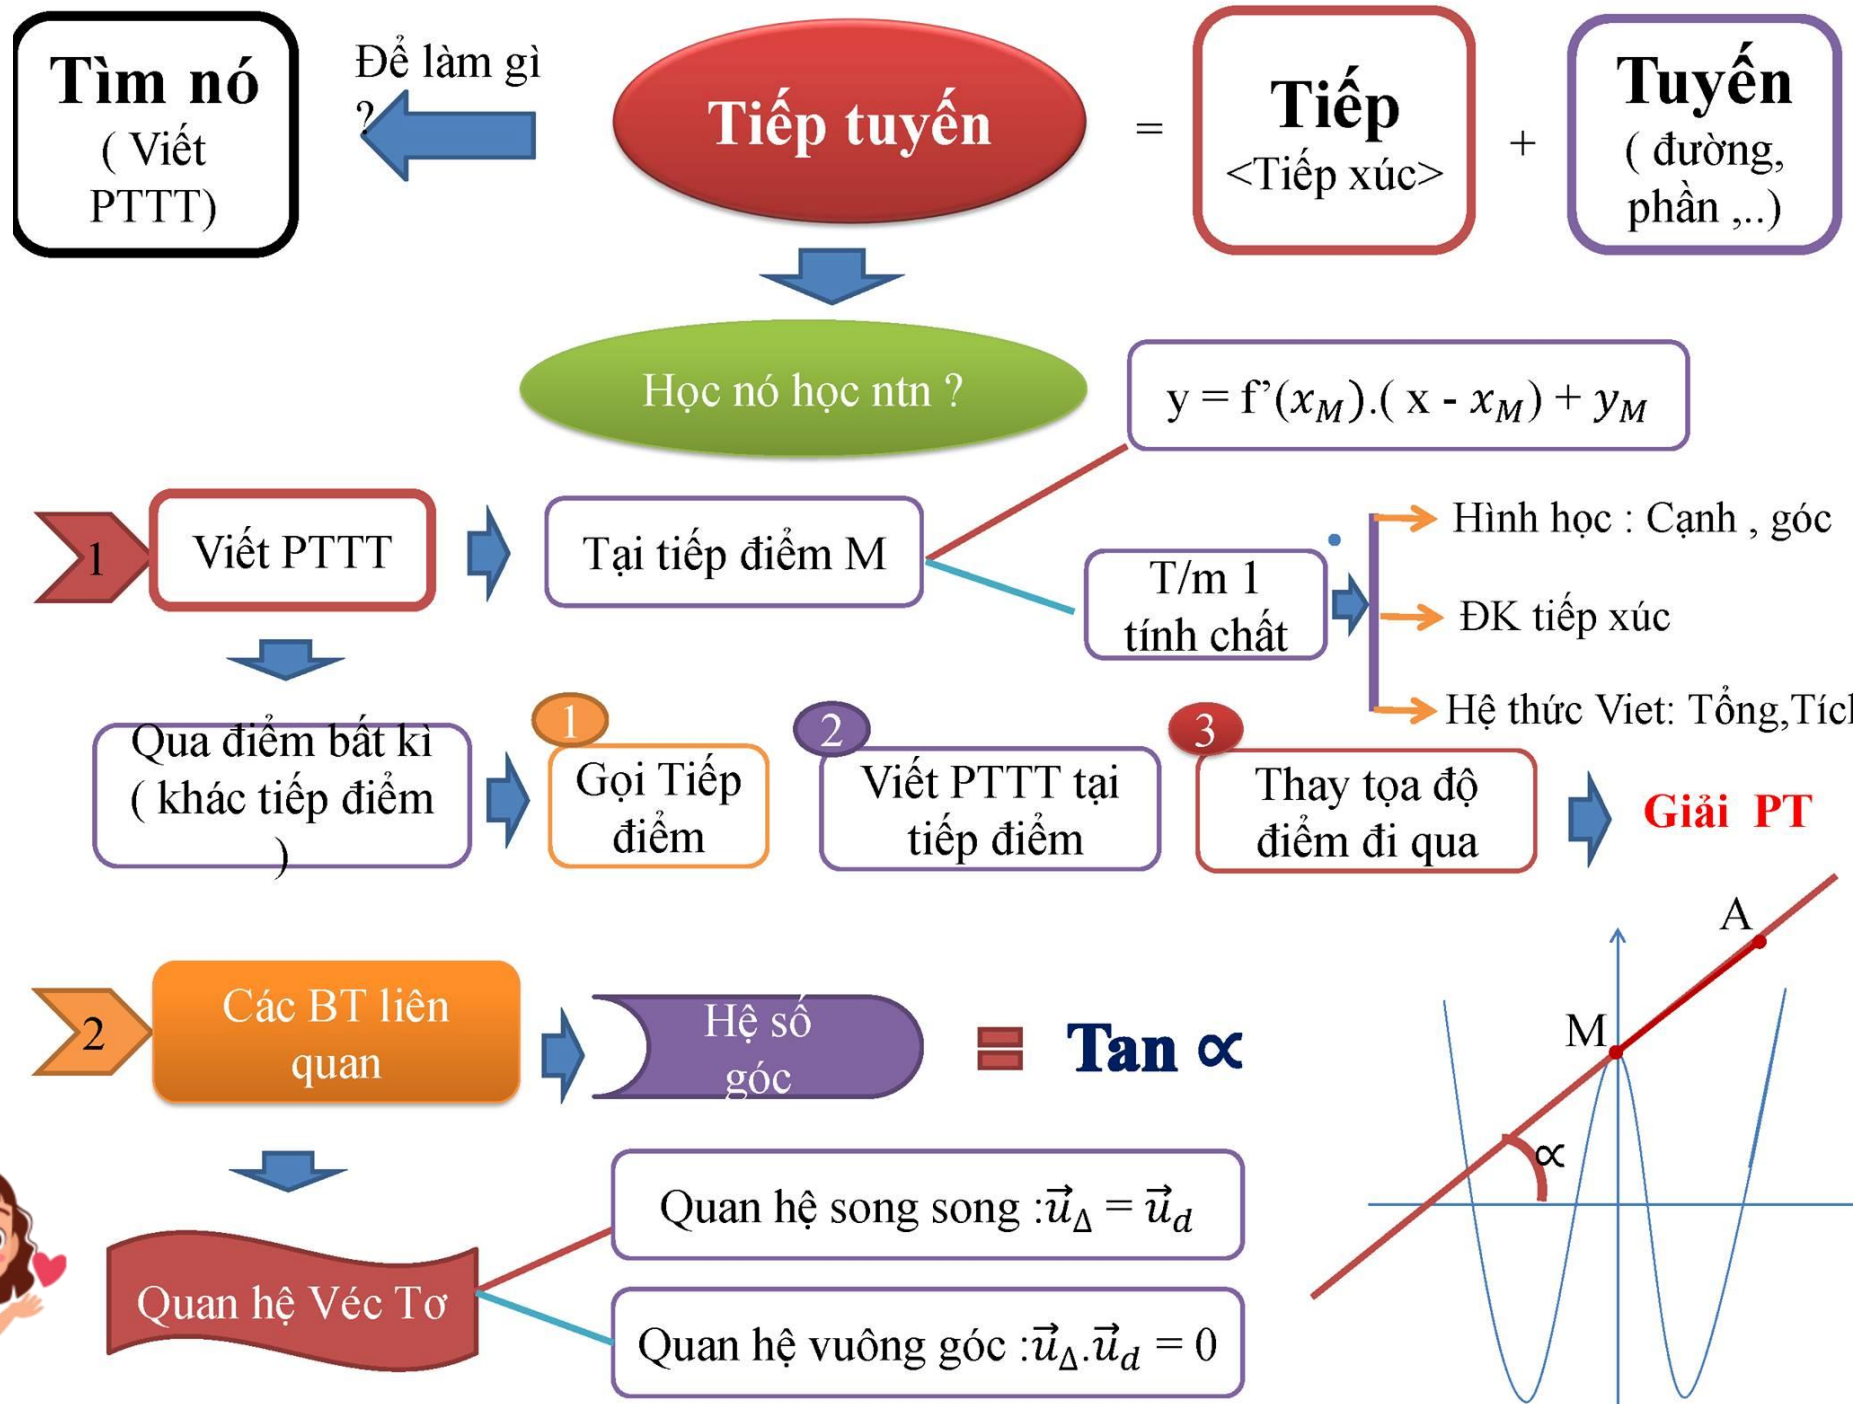 Tìm nó
( Viết
PTTT)
Để làm gì
?
Tiếp tuyến
=
Tiếp
<Tiếp xúc>
+
Tuyến
( đường,
phần ,..)
Học nó học ntn ?
y = f’(x_M).( x - x_M) + y_M
1
Viết PTTT
Tại tiếp điểm M
T/m 1
tính chất
Hình học : Cạnh , góc
ĐK tiếp xúc
Hệ thức Viet: Tổng,Tích
Qua điểm bất kì
( khác tiếp điểm
)
1
Gọi Tiếp
điểm
2
Viết PTTT tại
tiếp điểm
3
Thay tọa độ
điểm đi qua
Giải PT
2
Các BT liên
quan
Hệ số
góc
=
Tan ∝
A
M
∝
Quan hệ Véc Tơ
Quan hệ song song :u⃗_Δ = u⃗_d
Quan hệ vuông góc :u⃗_Δ.u⃗_d = 0